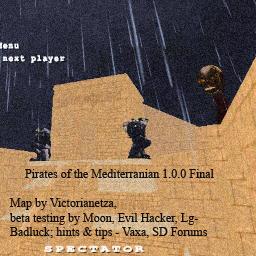 Menu
next player
Pirates of the Mediterranian 1.0.0 Final
Map by Victorianetza,
beta testing by Moon, Evil Hacker, Lg-
Badluck; hints & tips - Vaxa, SD Forums
SPECTATOR